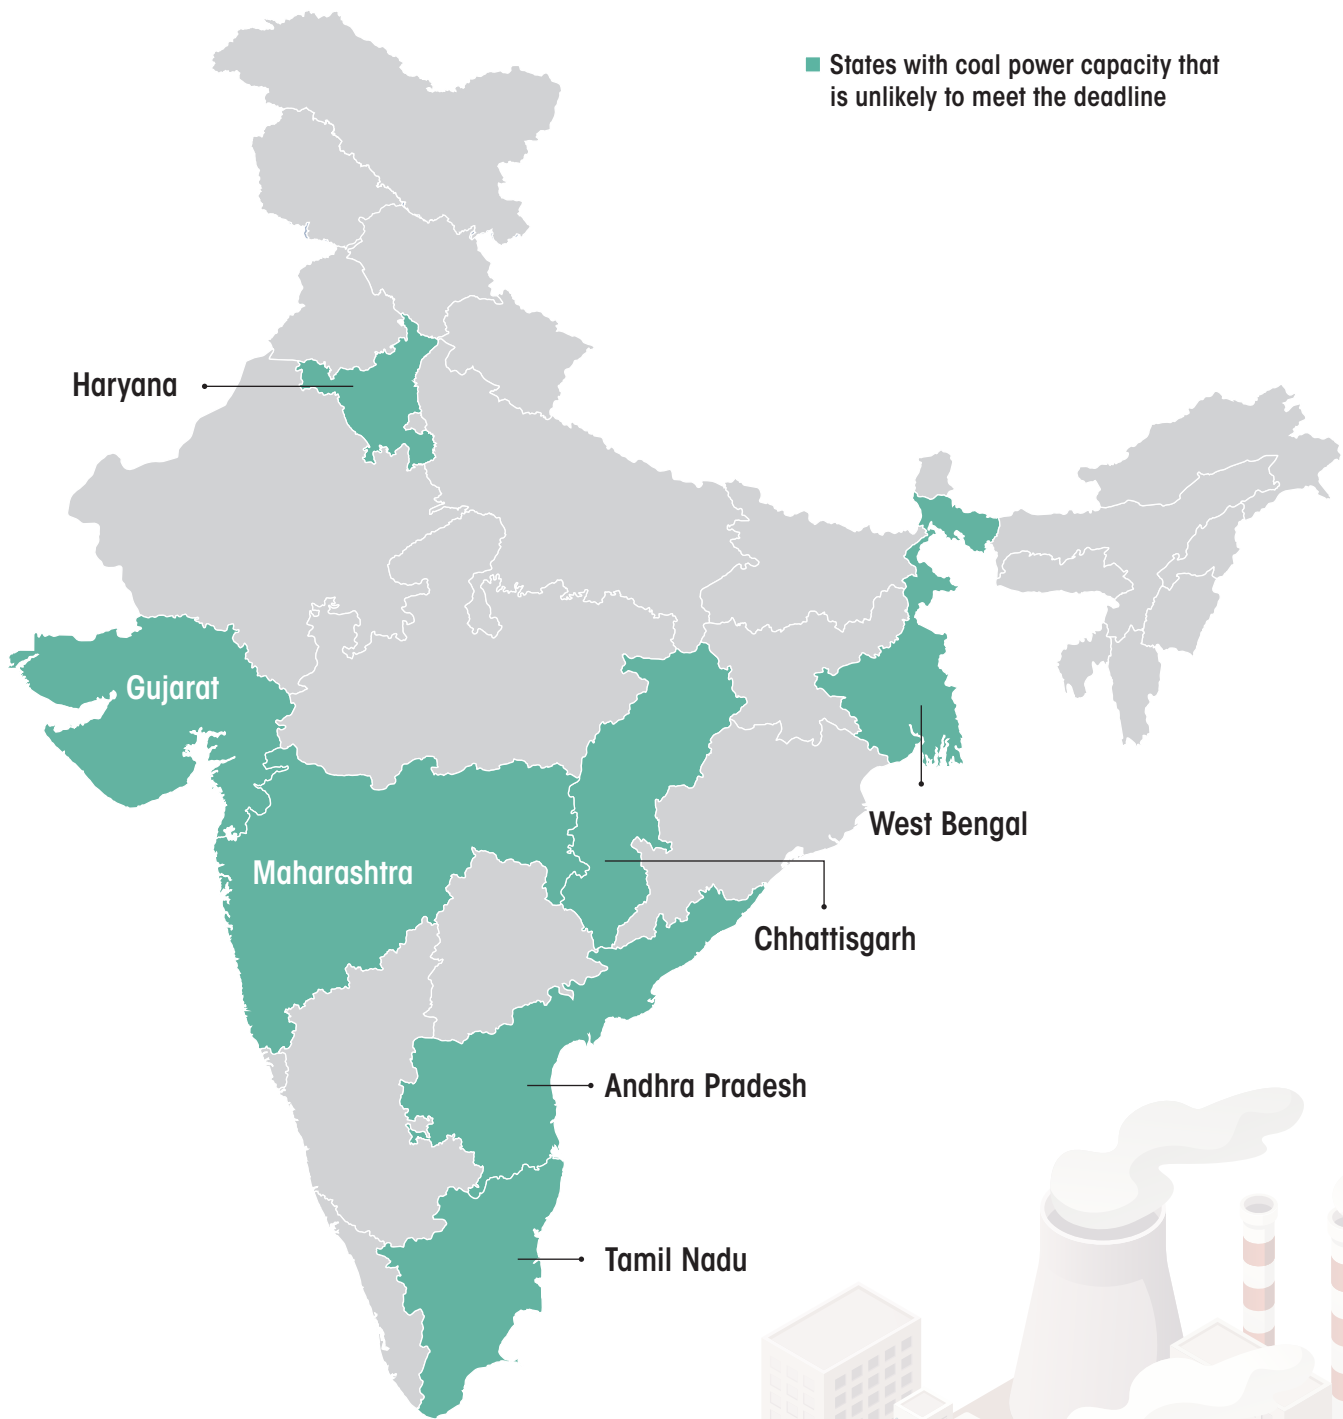 States with coal power capacity that
is unlikely to meet the deadline
Haryana
Gujarat
West Bengal
Maharashtra
Chhattisgarh
Andhra Pradesh
Tamil Nadu